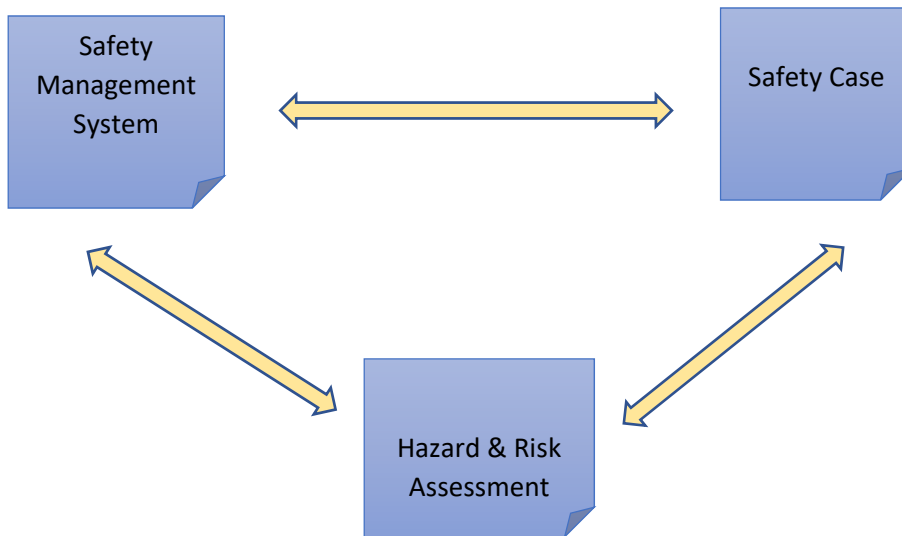 Safety
Management
System
Safety Case
Hazard & Risk
Assessment